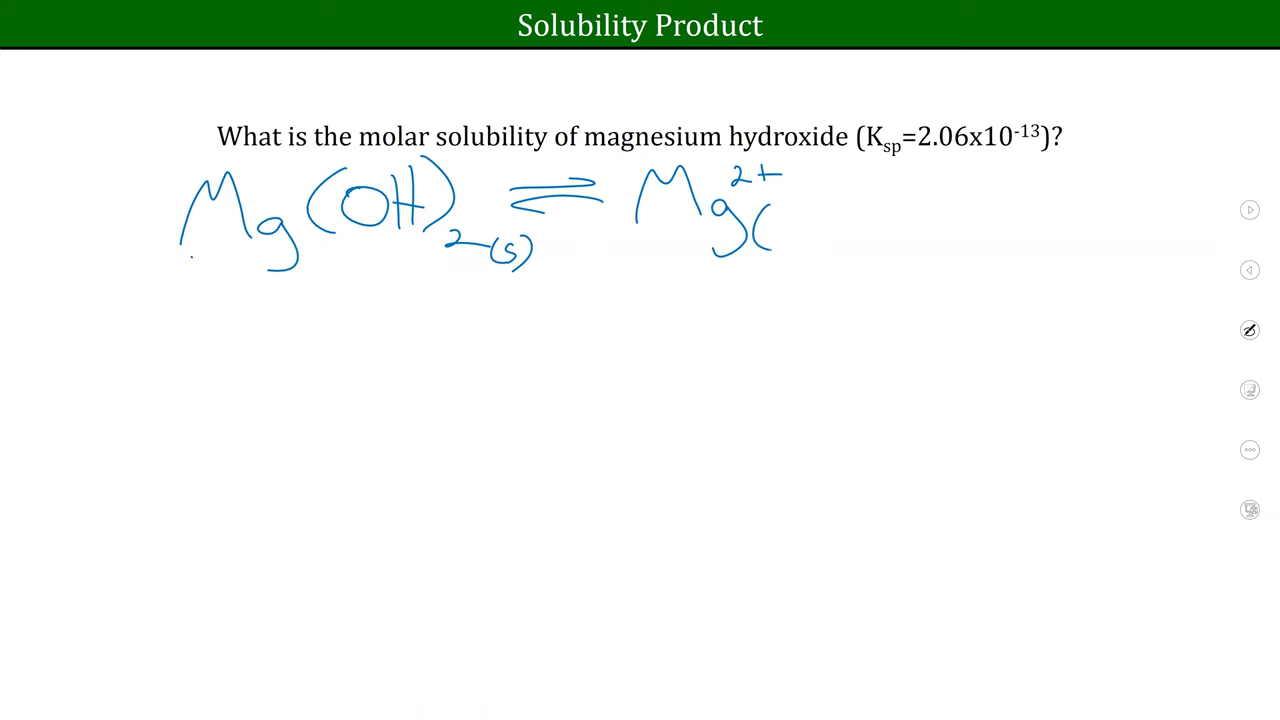 Solubility Product
What is the molar solubility of magnesium hydroxide (Ksp=2.06x10-13)?
Mg(OH)2(s) ⇌ Mg2+(